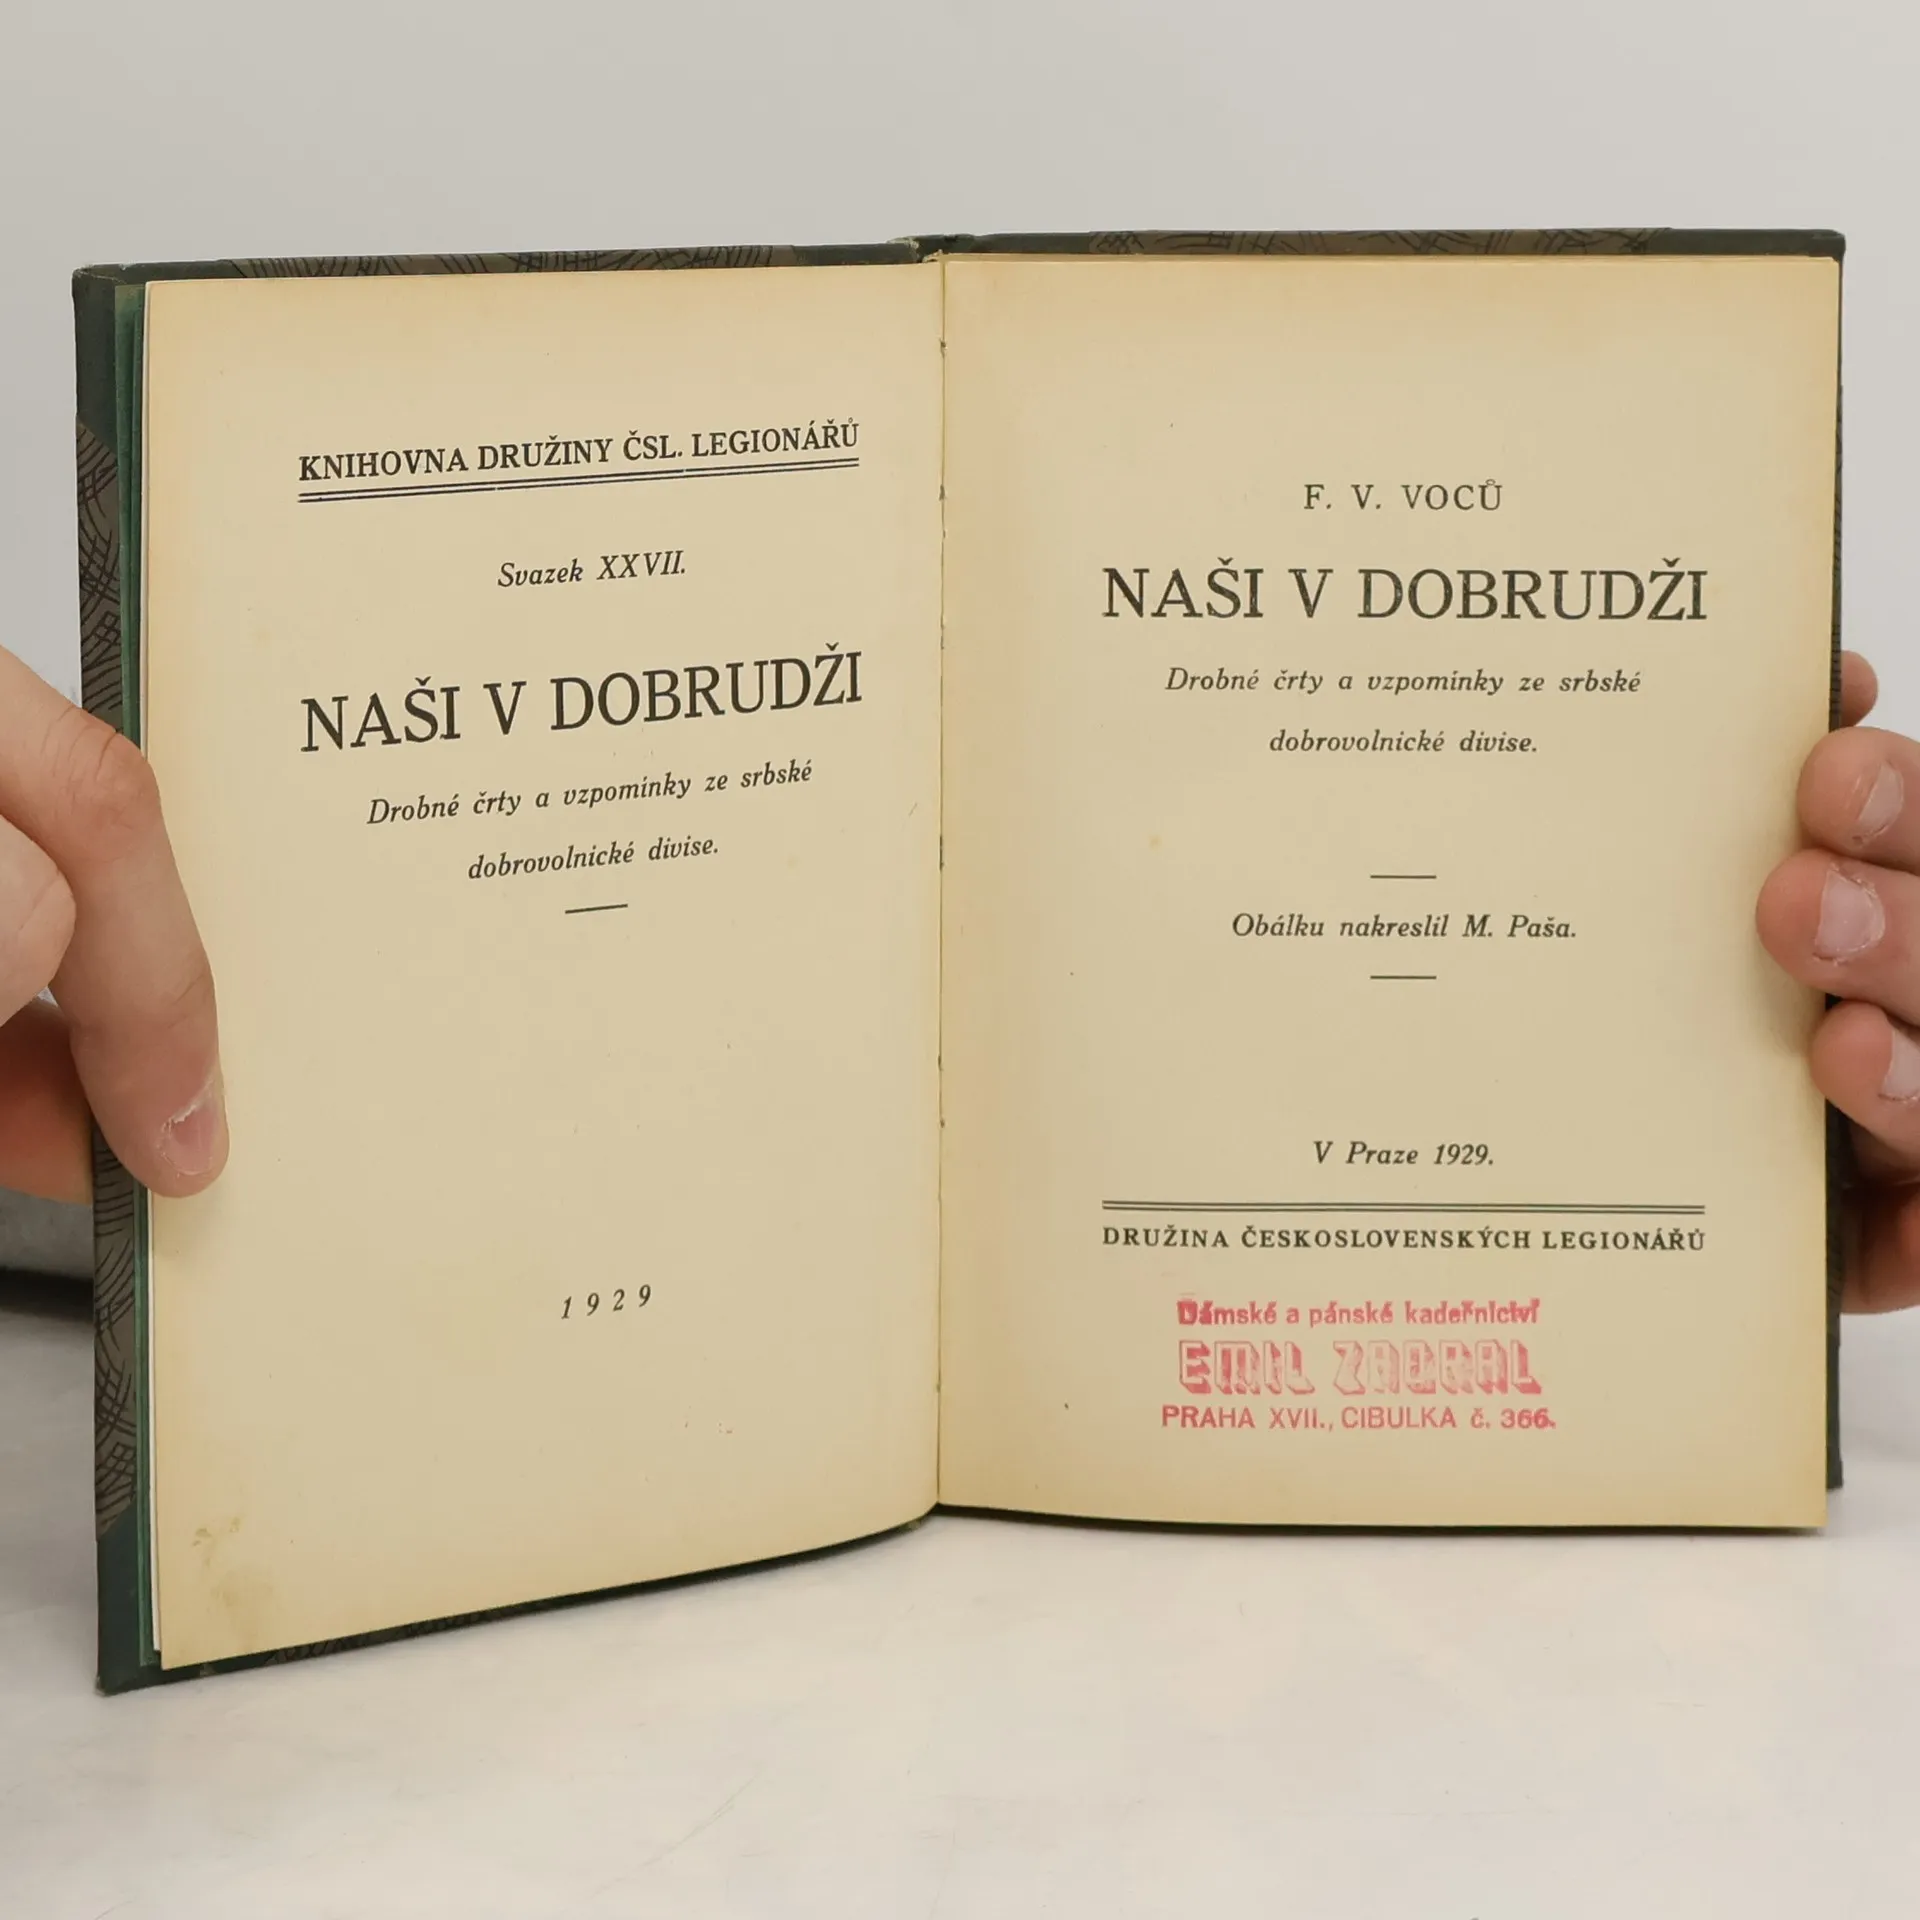 KNIHOVNA DRUŽINY ČSL. LEGIONÁŘŮ
Svazek XXVII.
NAŠI V DOBRUDŽI
Drobné črty a vzpomínky ze srbské
dobrovolnické divise.
1929
F. V. VOCŮ
NAŠI V DOBRUDŽI
Drobné črty a vzpomínky ze srbské
dobrovolnické divise.
Obálku nakreslil M. Paša.
V Praze 1929.
DRUŽINA ČESKOSLOVENSKÝCH LEGIONÁŘŮ
Dámské a pánské kadeřnictví
EMIL
PRAHA XVII., CIBULKA č. 366.